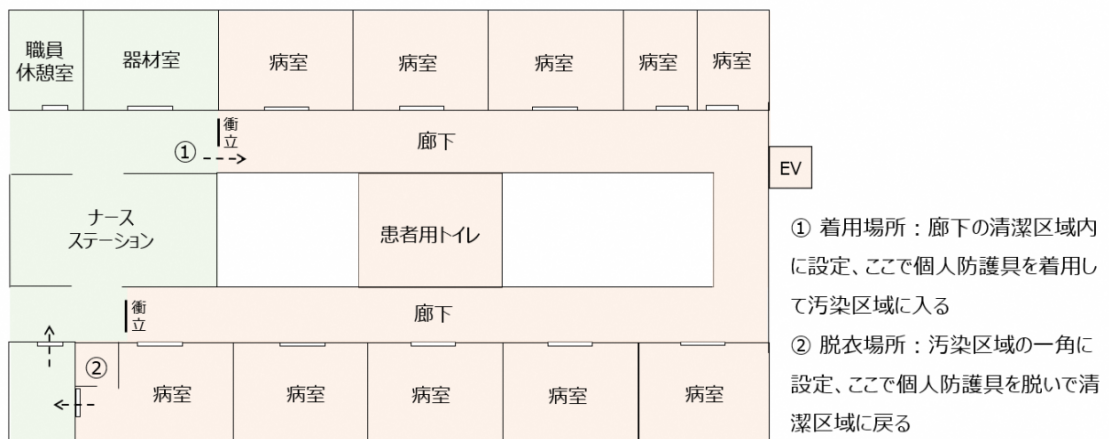 職員
休憩室
器材室
病室
病室
病室
病室
病室
衝
立
①
廊下
EV
ナース
ステーション
患者用トイレ
衝
立
廊下
②
病室
病室
病室
病室
病室
① 着用場所：廊下の清潔区域内
に設定、ここで個人防護具を着用し
て汚染区域に入る
② 脱衣場所：汚染区域の一角に
設定、ここで個人防護具を脱いで清
潔区域に戻る